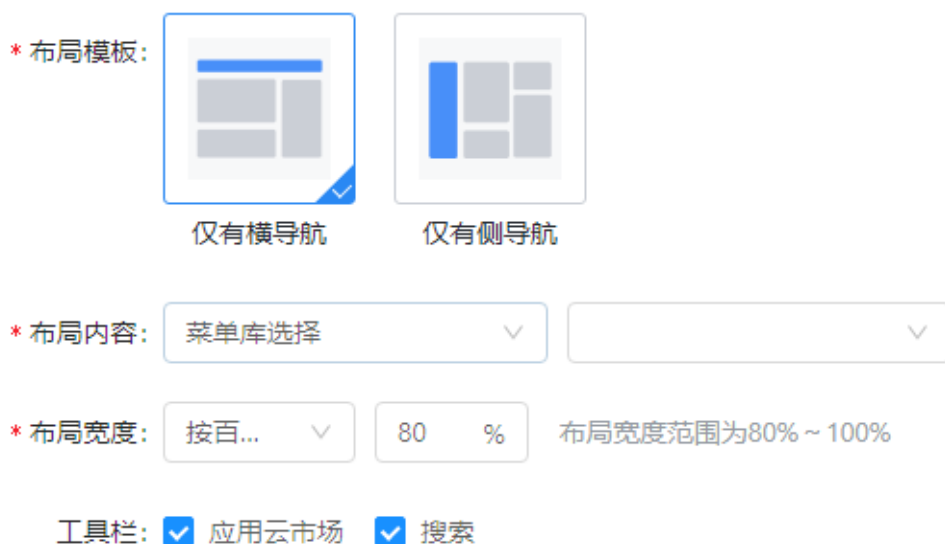 * 布局模板:
仅有横导航 仅有侧导航
* 布局内容: 菜单库选择
* 布局宽度: 按百... 80 % 布局宽度范围为80% ~ 100%
工具栏: 应用云市场 搜索